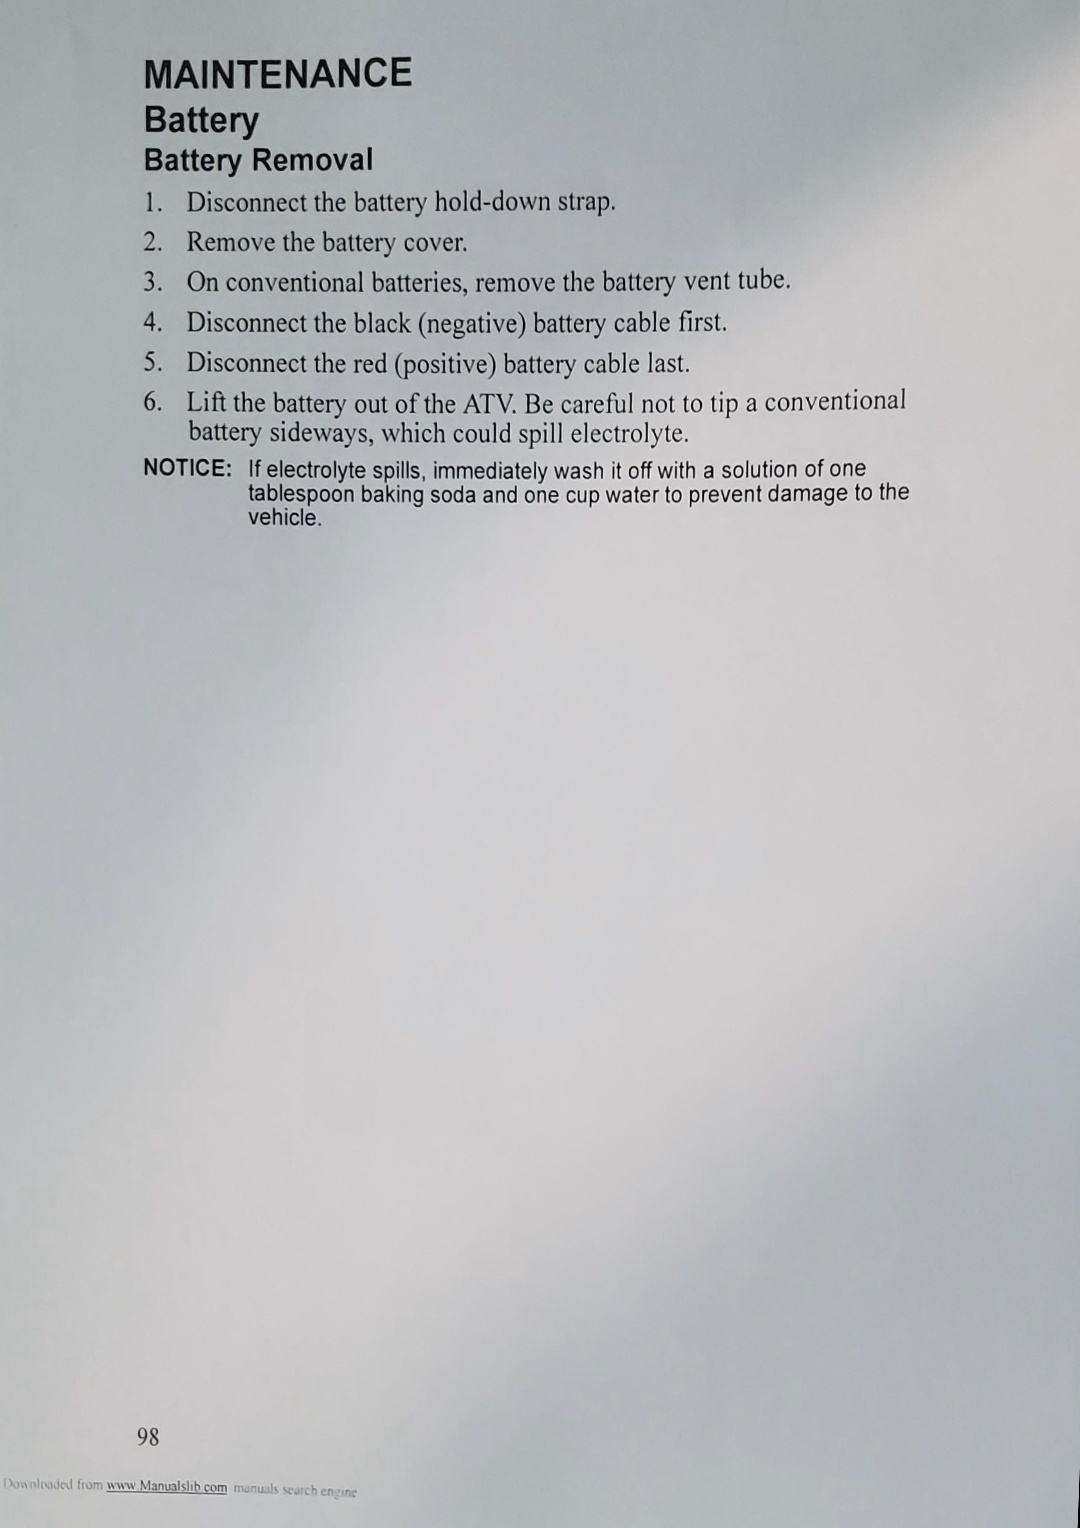 MAINTENANCE
Battery
Battery Removal
1. Disconnect the battery hold-down strap.
2. Remove the battery cover.
3. On conventional batteries, remove the battery vent tube.
4. Disconnect the black (negative) battery cable first.
5. Disconnect the red (positive) battery cable last.
6. Lift the battery out of the ATV. Be careful not to tip a conventional
battery sideways, which could spill electrolyte.
NOTICE: If electrolyte spills, immediately wash it off with a solution of one
tablespoon baking soda and one cup water to prevent damage to the
vehicle.
98
Downloaded from www.Manualslib.com manuals search engine